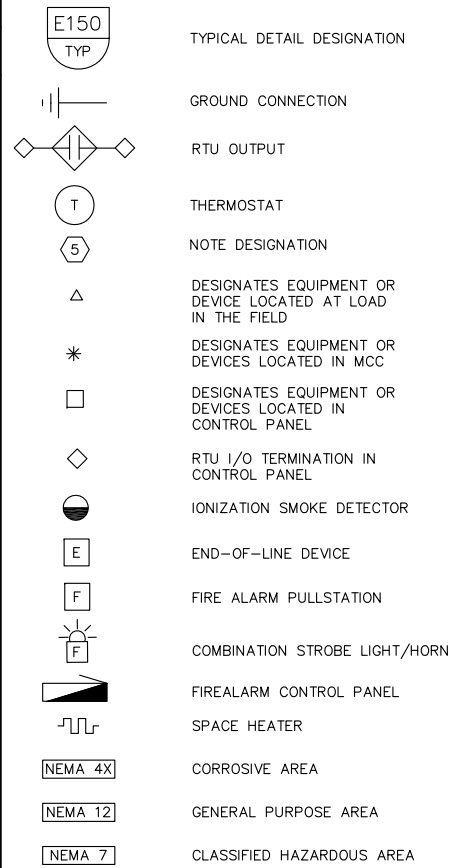 E150
TYP
TYPICAL DETAIL DESIGNATION
GROUND CONNECTION
RTU OUTPUT
T
THERMOSTAT
5
NOTE DESIGNATION
DESIGNATES EQUIPMENT OR
DEVICE LOCATED AT LOAD
IN THE FIELD
DESIGNATES EQUIPMENT OR
DEVICES LOCATED IN MCC
DESIGNATES EQUIPMENT OR
DEVICES LOCATED IN
CONTROL PANEL
RTU I/O TERMINATION IN
CONTROL PANEL
IONIZATION SMOKE DETECTOR
E
END-OF-LINE DEVICE
F
FIRE ALARM PULLSTATION
F
COMBINATION STROBE LIGHT/HORN
FIREALARM CONTROL PANEL
SPACE HEATER
NEMA 4X
CORROSIVE AREA
NEMA 12
GENERAL PURPOSE AREA
NEMA 7
CLASSIFIED HAZARDOUS AREA